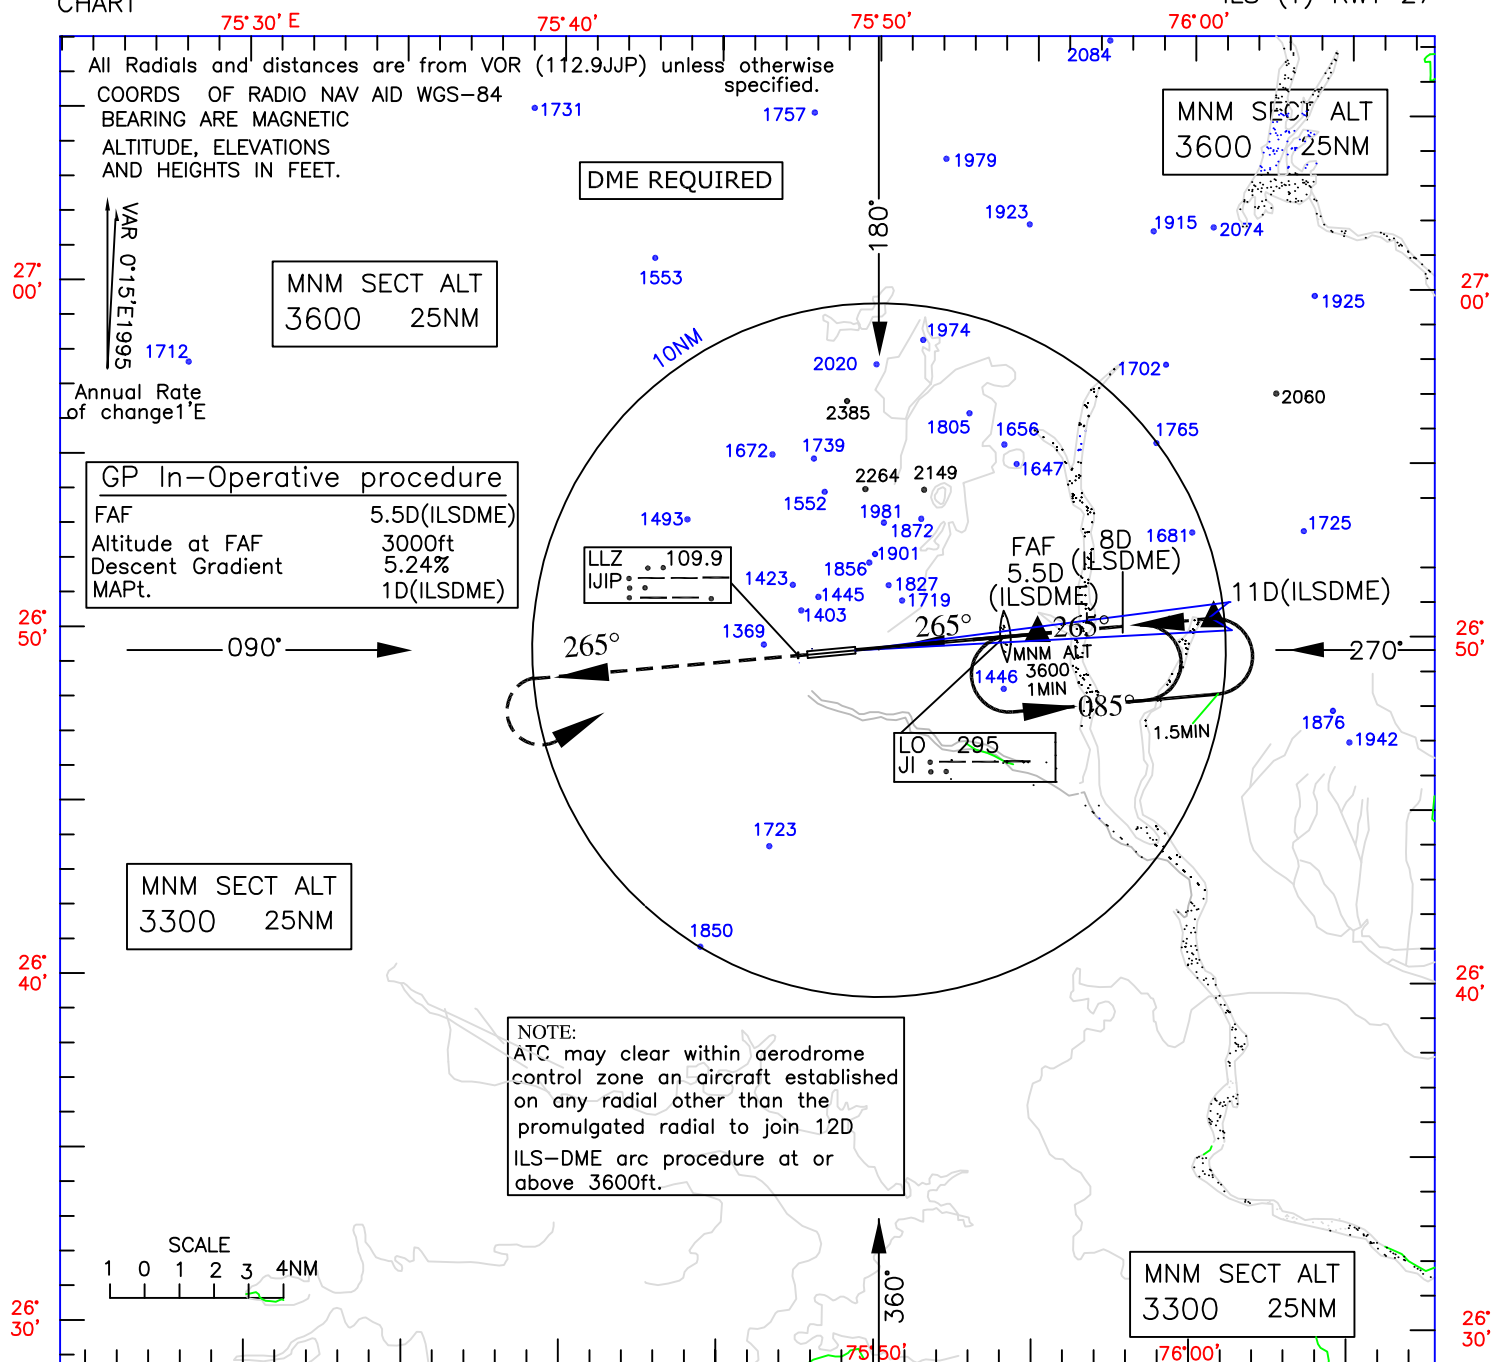 CHART
75°30' E
75°40'
75°50'
76°00'
All Radials and distances are from VOR (112.9JJP) unless otherwise
specified.
COORDS OF RADIO NAV AID WGS-84
BEARING ARE MAGNETIC
ALTITUDE, ELEVATIONS
AND HEIGHTS IN FEET.
2084
1731
1757
MNM SECT ALT
3600 25NM
DME REQUIRED
1979
1923
180°
1915
2074
VAR 0°15'E1995
27°
00'
1553
MNM SECT ALT
3600 25NM
27°
00'
1925
1712
10NM
1974
2020
1702
Annual Rate
of change1'E
2385
2060
1805
1656
1765
1672
1739
1647
GP In-Operative procedure
FAF 5.5D(ILSDME)
Altitude at FAF 3000ft
Descent Gradient 5.24%
MAPt. 1D(ILSDME)
2264
2149
1552
1981
1493
1872
1681
1725
LLZ 109.9
IJIP
1901
1856
FAF
5.5D
(ILSDME)
8D
(ILSDME)
1423
1445
1827
1719
1403
11D(ILSDME)
26°
50'
090°
265°
1369
265°
265°
270°
26°
50'
MNM ALT
3600
1MIN
1446
085°
1.5MIN
1876
1942
LO 295
JI
1723
MNM SECT ALT
3300 25NM
1850
26°
40'
26°
40'
NOTE:
ATC may clear within aerodrome
control zone an aircraft established
on any radial other than the
promulgated radial to join 12D
ILS-DME arc procedure at or
above 3600ft.
SCALE
1 0 1 2 3 4NM
360°
MNM SECT ALT
3300 25NM
26°
30'
26°
30'
75°50'
76°00'